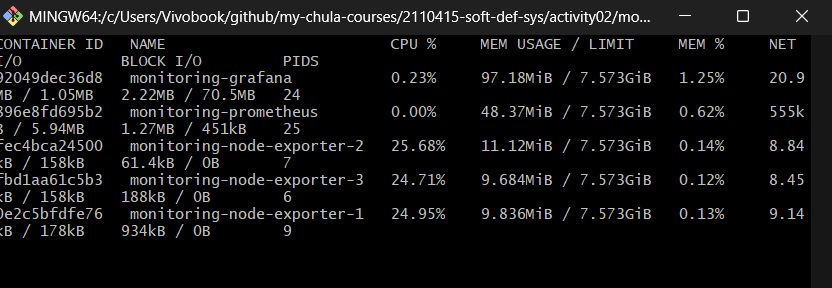 MINGW64:/c/Users/Vivobook/github/my-chula-courses/2110415-soft-def-sys/activity02/mo...
CONTAINER ID   NAME                         CPU %     MEM USAGE / LIMIT     MEM %     NET
I/O          BLOCK I/O        PIDS
92049dec36d8   monitoring-grafana           0.23%     97.18MiB / 7.573GiB   1.25%     20.9
MB / 1.05MB   2.22MB / 70.5MB   24
896e8fd695b2   monitoring-prometheus        0.00%     48.37MiB / 7.573GiB   0.62%     555k
B / 5.94MB    1.27MB / 451kB    25
fec4bca24500   monitoring-node-exporter-2   25.68%    11.12MiB / 7.573GiB   0.14%     8.84
kB / 158kB    61.4kB / 0B       7
fbd1aa61c5b3   monitoring-node-exporter-3   24.71%    9.684MiB / 7.573GiB   0.12%     8.45
kB / 158kB    188kB / 0B        6
0e2c5bfdfe76   monitoring-node-exporter-1   24.95%    9.836MiB / 7.573GiB   0.13%     9.14
kB / 178kB    934kB / 0B        9